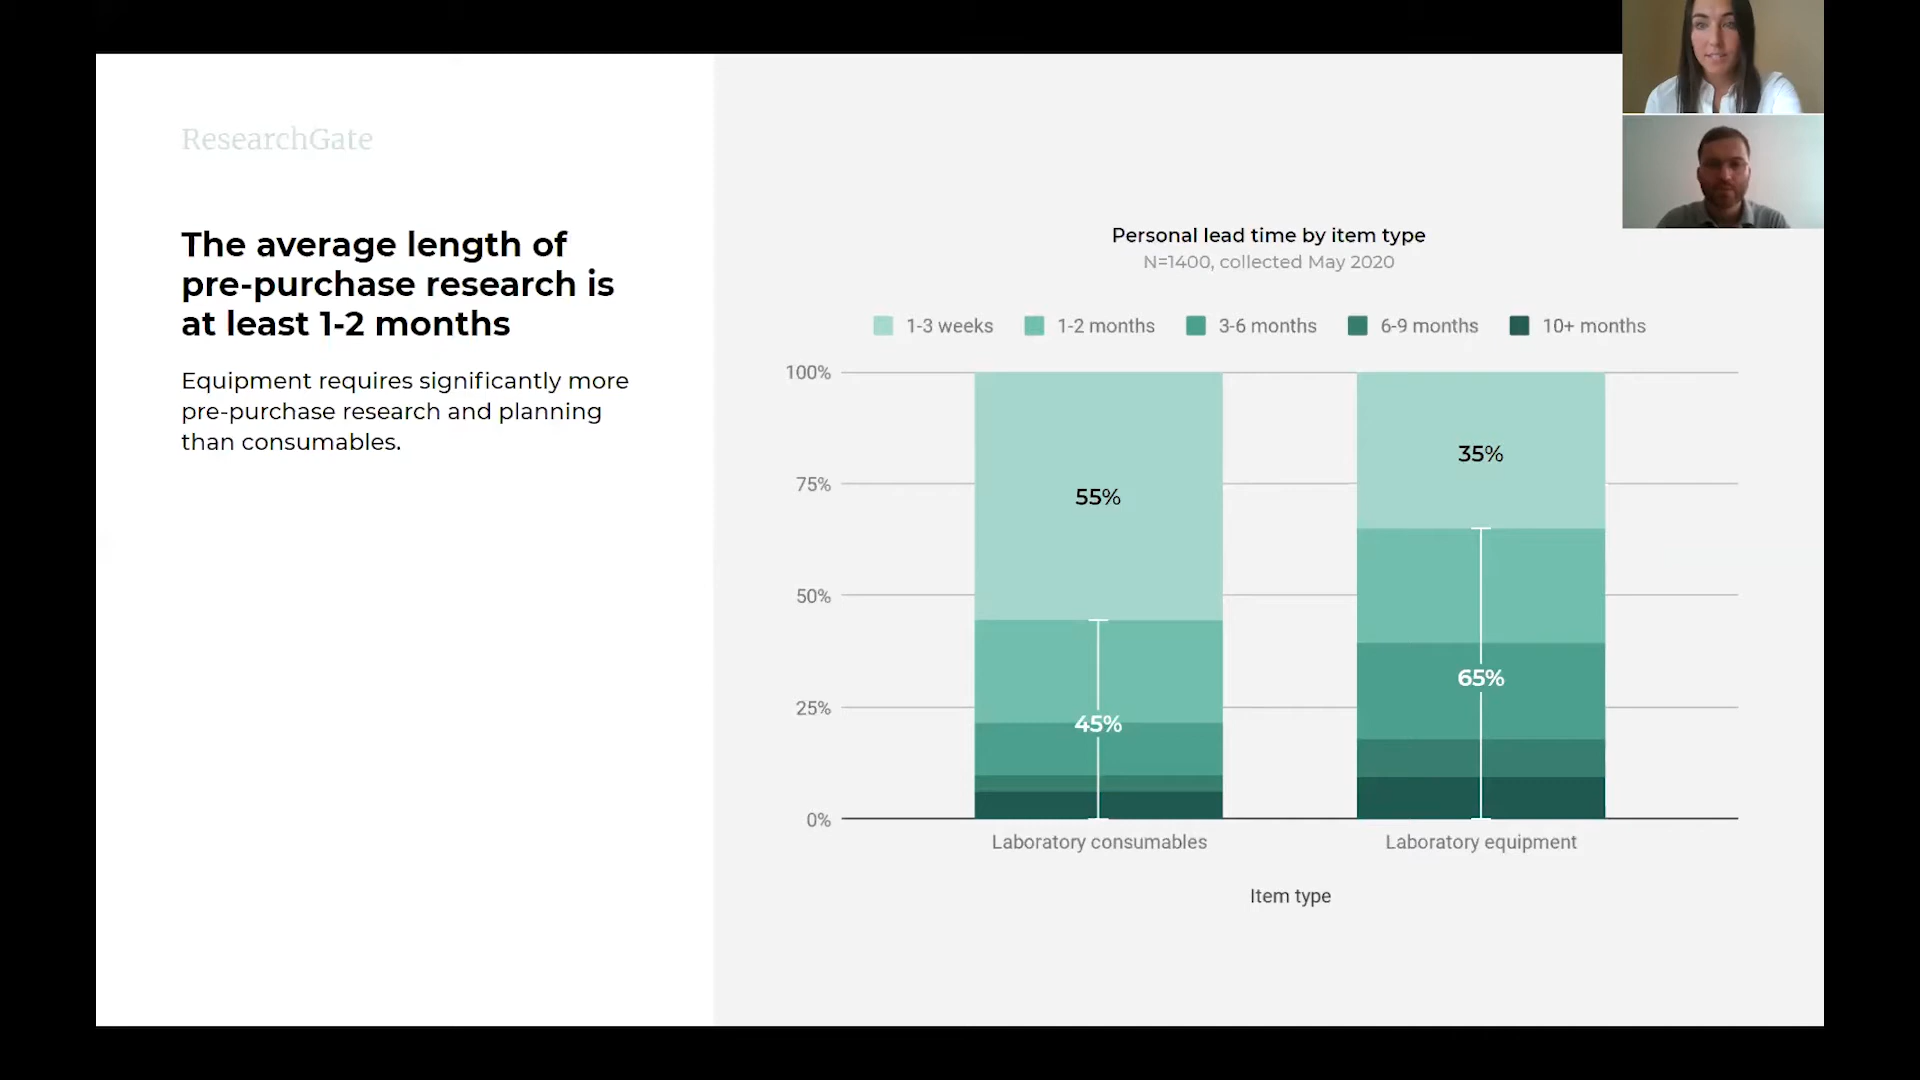 ResearchGate
The average length of
pre-purchase research is
at least 1-2 months
Equipment requires significantly more
pre-purchase research and planning
than consumables.
Personal lead time by item type
N=1400, collected May 2020
1-3 weeks 1-2 months 3-6 months 6-9 months 10+ months
100%
75%
50%
25%
0%
55%
45%
35%
65%
Laboratory consumables
Laboratory equipment
Item type